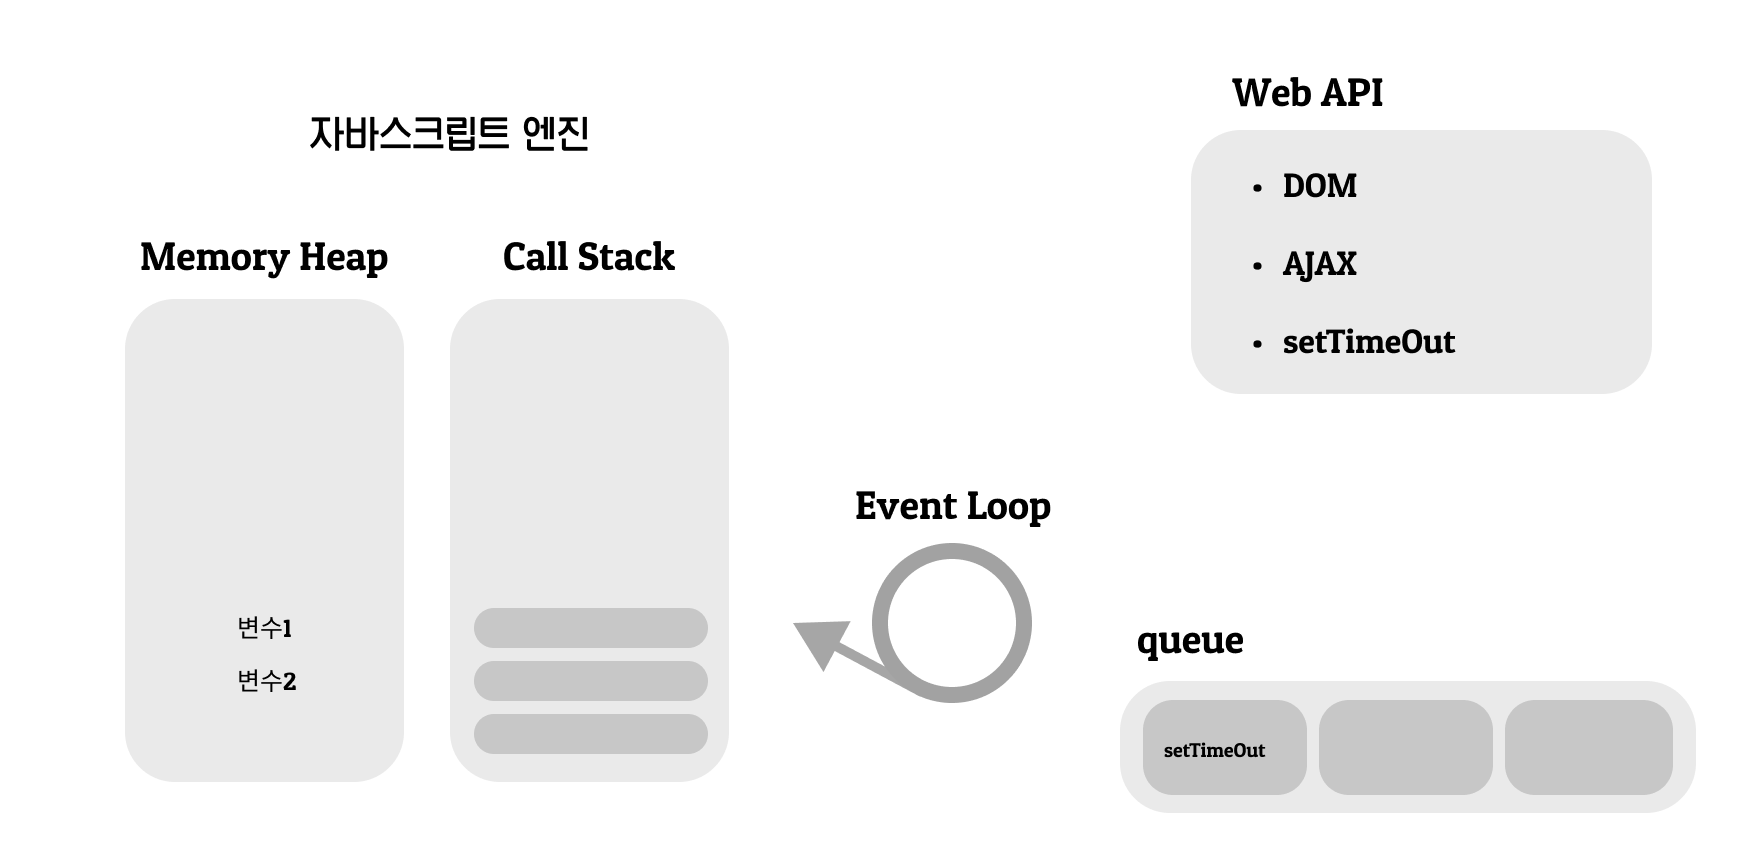 자바스크립트 엔진
Memory Heap
변수1
변수2
Call Stack
Event Loop
Web API
• DOM
• AJAX
• setTimeOut
queue
setTimeOut